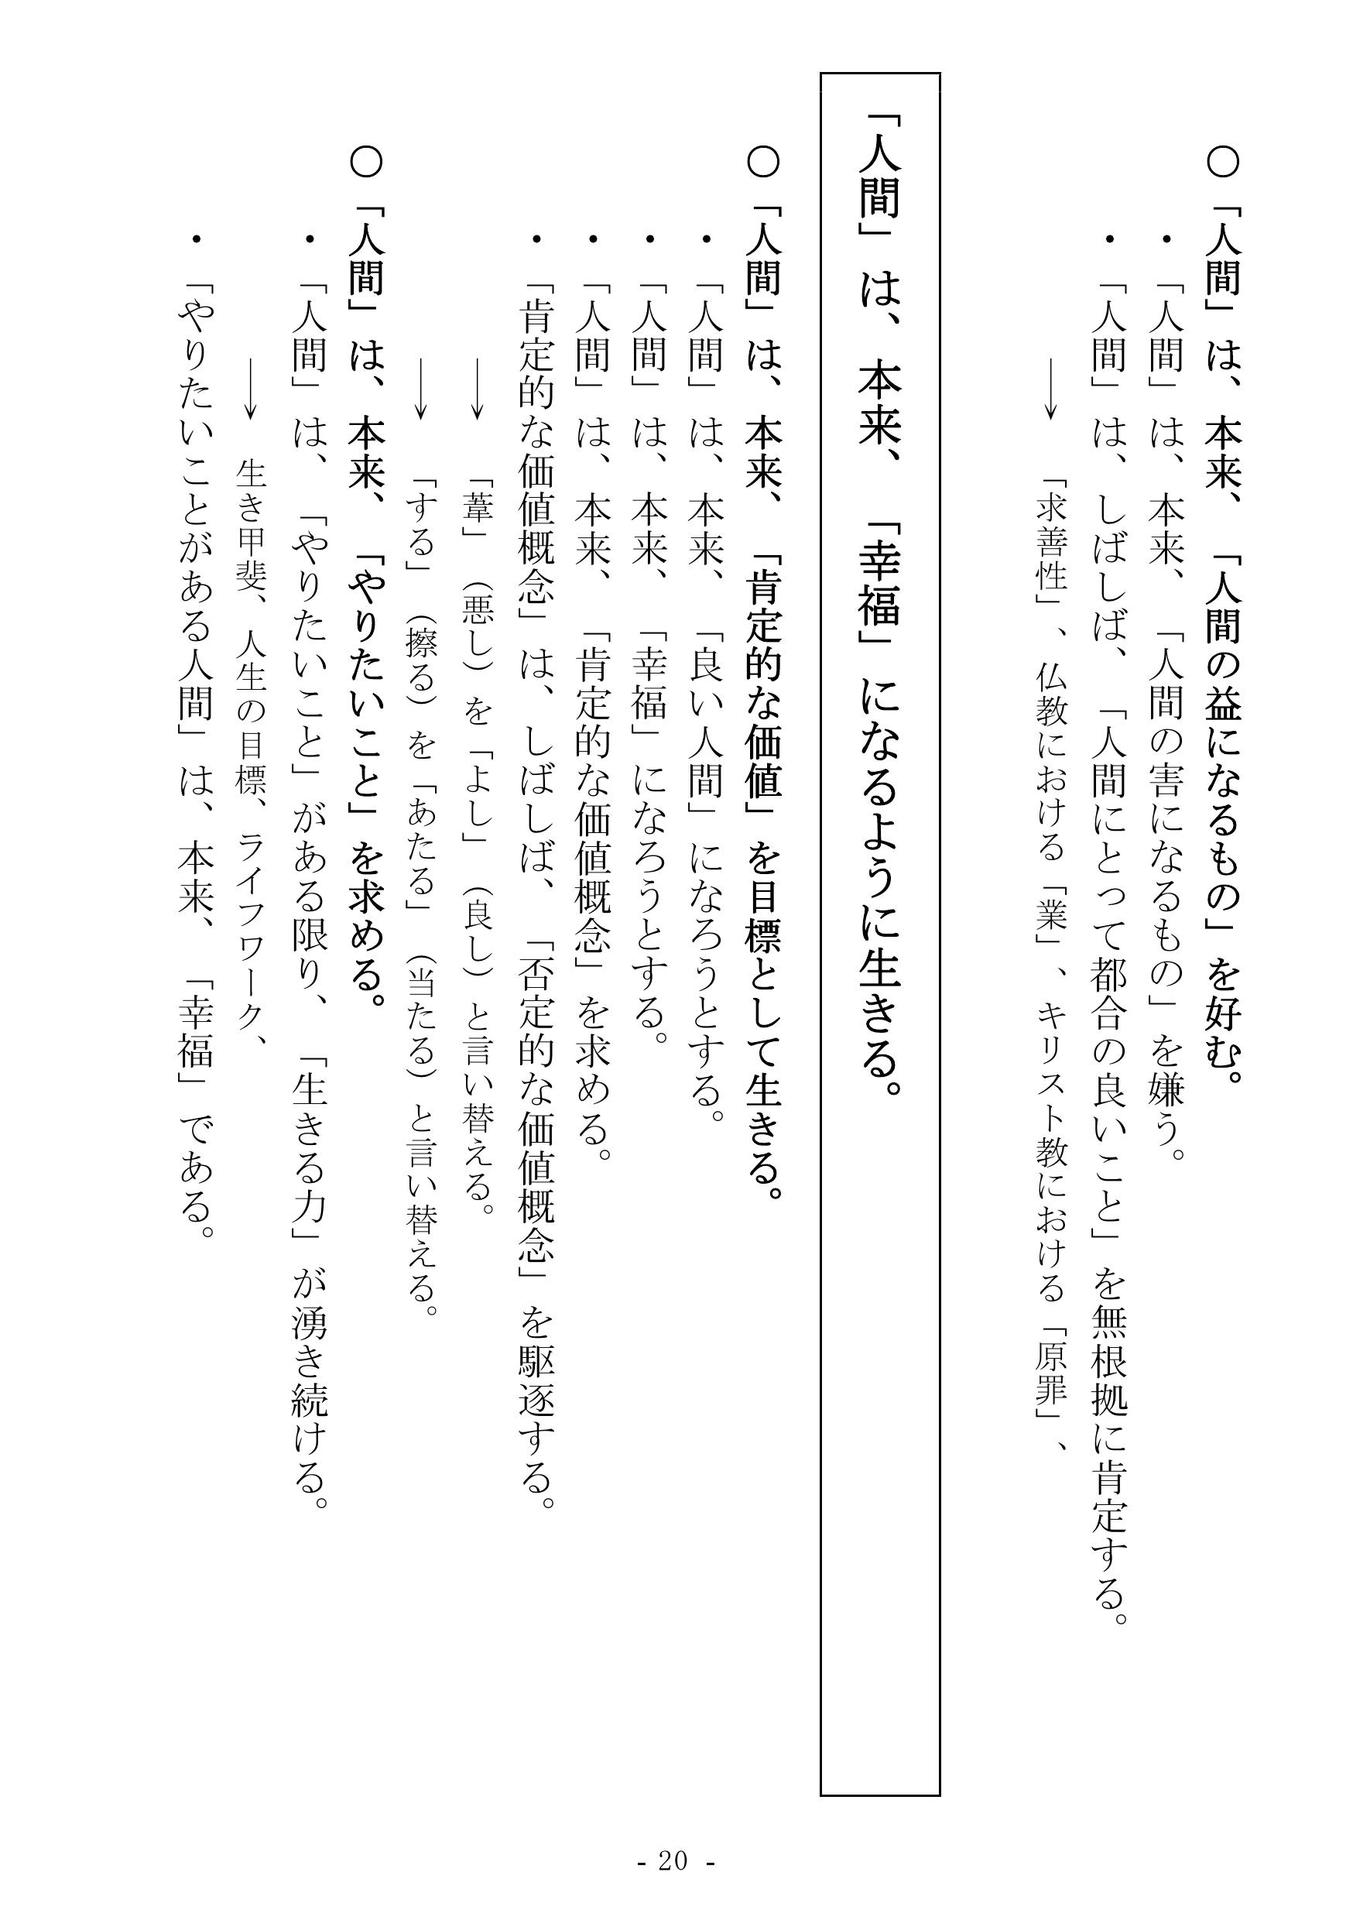 ○「人間」は、本来、「人間の益になるもの」を好む。
・「人間」は、本来、「人間の害になるもの」を嫌う。
・「人間」は、しばしば、「人間にとって都合の良いこと」を無根拠に肯定する。
→「求善性」、仏教における「業」、キリスト教における「原罪」、
「人間」は、本来、「幸福」になるように生きる。
○「人間」は、本来、「肯定的な価値」を目標として生きる。
・「人間」は、本来、「良い人間」になろうとする。
・「人間」は、本来、「幸福」になろうとする。
・「人間」は、本来、「肯定的な価値概念」を求める。
・「肯定的な価値概念」は、しばしば、「否定的な価値概念」を駆逐する。
→「葦」（悪し）を「よし」（良し）と言い替える。
→「する」（擦る）を「あたる」（当たる）と言い替える。
○「人間」は、本来、「やりたいこと」を求める。
・「人間」は、「やりたいこと」がある限り、「生きる力」が湧き続ける。
→生き甲斐、人生の目標、ライフワーク、
・「やりたいことがある人間」は、本来、「幸福」である。
- 20 -